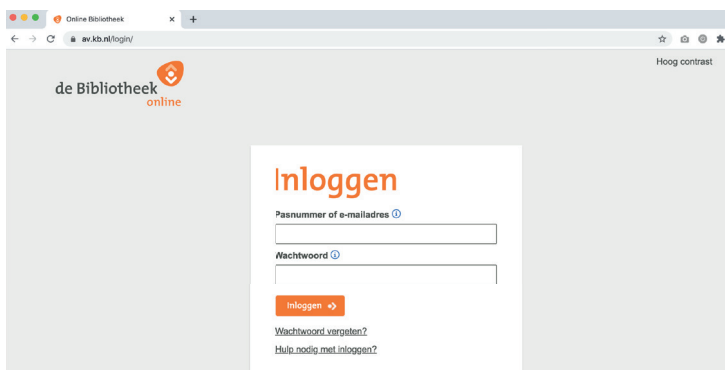 Online Bibliotheek
av.kb.nl/login/
Hoog contrast
de Bibliotheek
online
Inloggen
Pasnummer of e-mailadres
Wachtwoord
Inloggen
Wachtwoord vergeten?
Hulp nodig met inloggen?